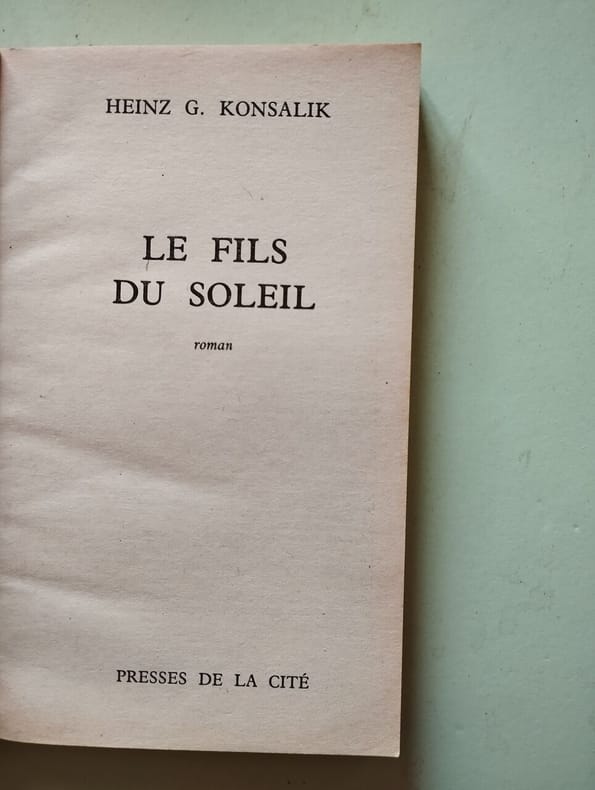 HEINZ G. KONSALIK
LE FILS
DU SOLEIL
roman
PRESSES DE LA CITÉ